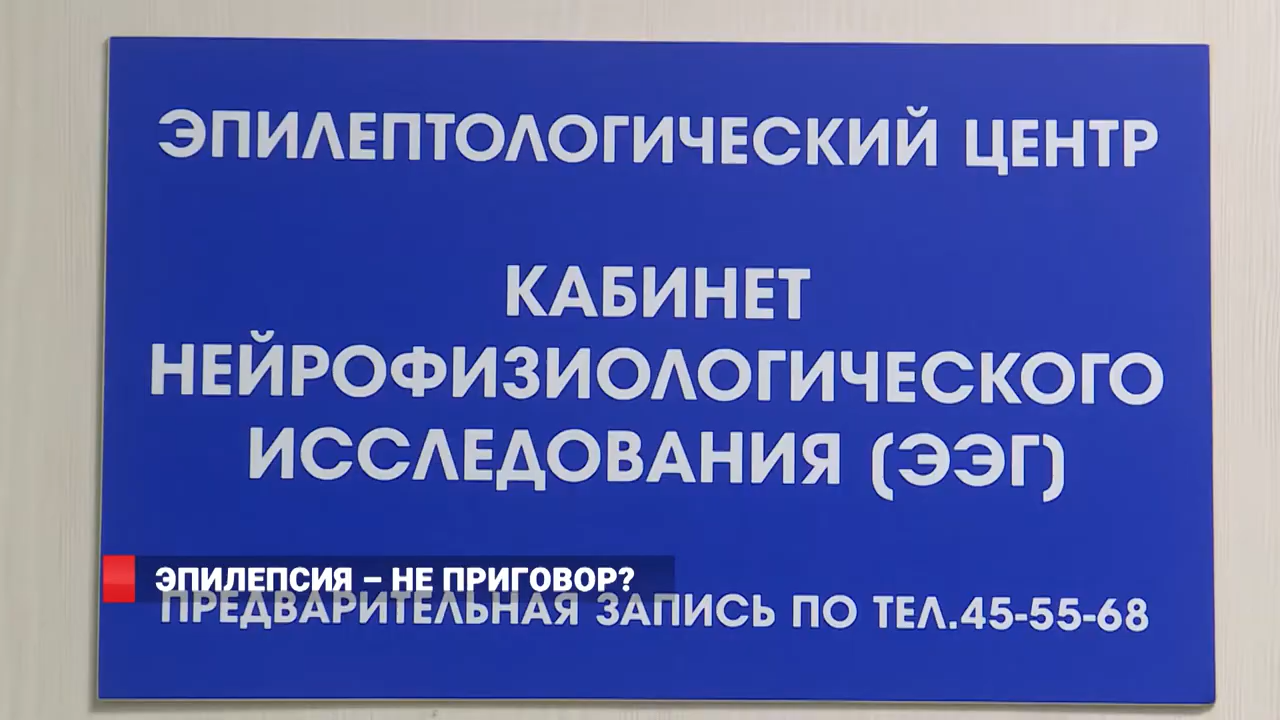 ЭПИЛЕПТОЛОГИЧЕСКИЙ ЦЕНТР
КАБИНЕТ
НЕЙРОФИЗИОЛОГИЧЕСКОГО
ИССЛЕДОВАНИЯ (ЭЭГ)
ЭПИЛЕПСИЯ – НЕ ПРИГОВОР?
ПРЕДВАРИТЕЛЬНАЯ ЗАПИСЬ ПО ТЕЛ.45-55-68